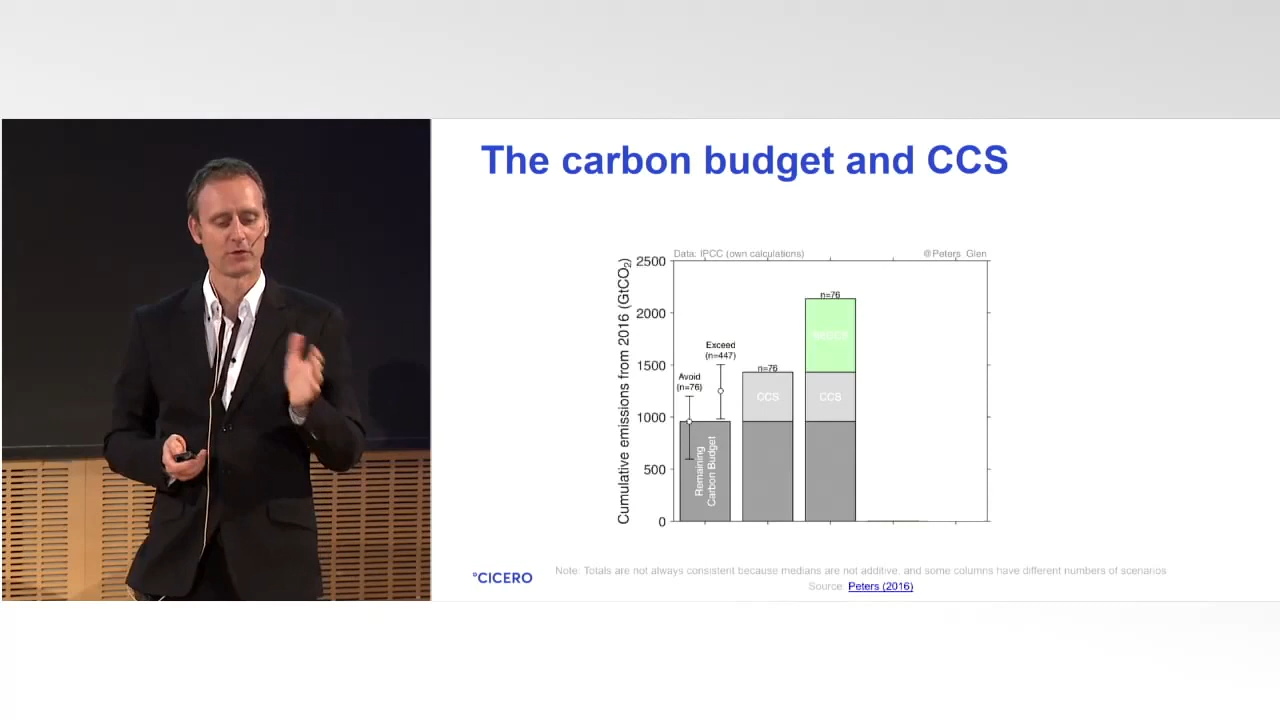 The carbon budget and CCS
Data: IPCC (own calculations)
@Peters_Glen
Cumulative emissions from 2016 (GtCO2)
2500
2000
1500
1000
500
0
Avoid
(n=76)
Exceed
(n=447)
n=76
n=76
Remaining
Carbon Budget
CCS
CCS
°CICERO
Note: Totals are not always consistent because medians are not additive, and some columns have different numbers of scenarios
Source: Peters (2016)